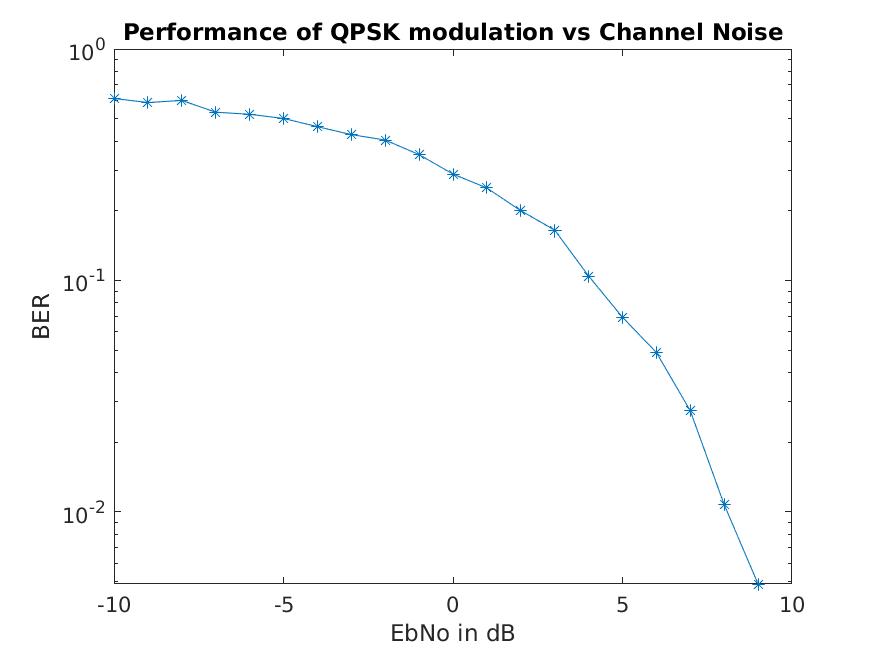 Performance of QPSK modulation vs Channel Noise
10^0
10^-1
10^-2
BER
-10 -5 0 5 10
EbNo in dB